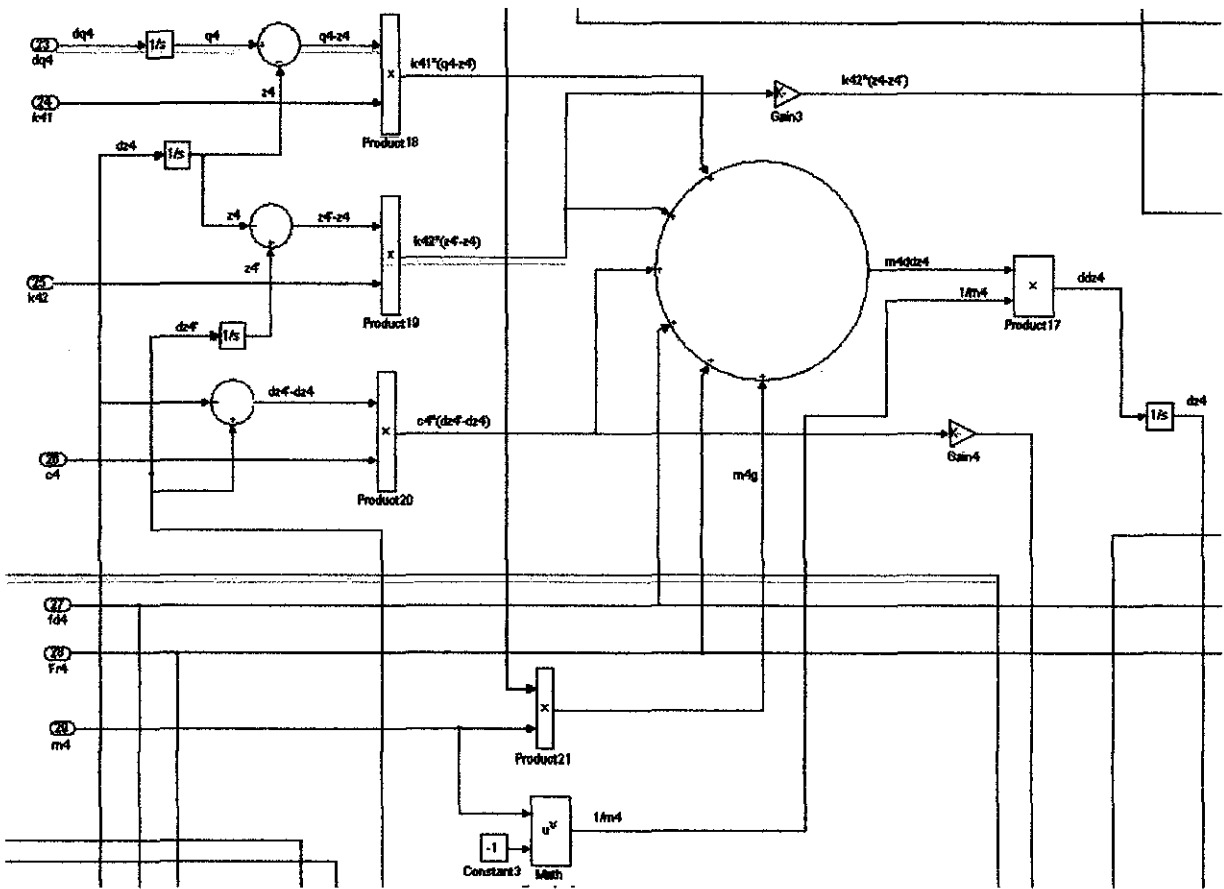 23
dq4
dq4
1/s
q4
q4-z4
z4
24
k41
×
Product18
k41*(q4-z4)
k42*(z4-z4')
Gain3
dz4
1/s
z4
z4'-z4
z4'
25
k42
×
Product19
k42*(z4'-z4)
dz4'
1/s
dz4'-dz4
26
c4
×
Product20
c4*(dz4'-dz4)
Gain4
m4ddz4
1/m4
×
Product17
ddz4
1/s
dz4
m4g
27
fd4
28
Fr4
29
m4
×
Product21
-1
Constant3
Math
1/m4